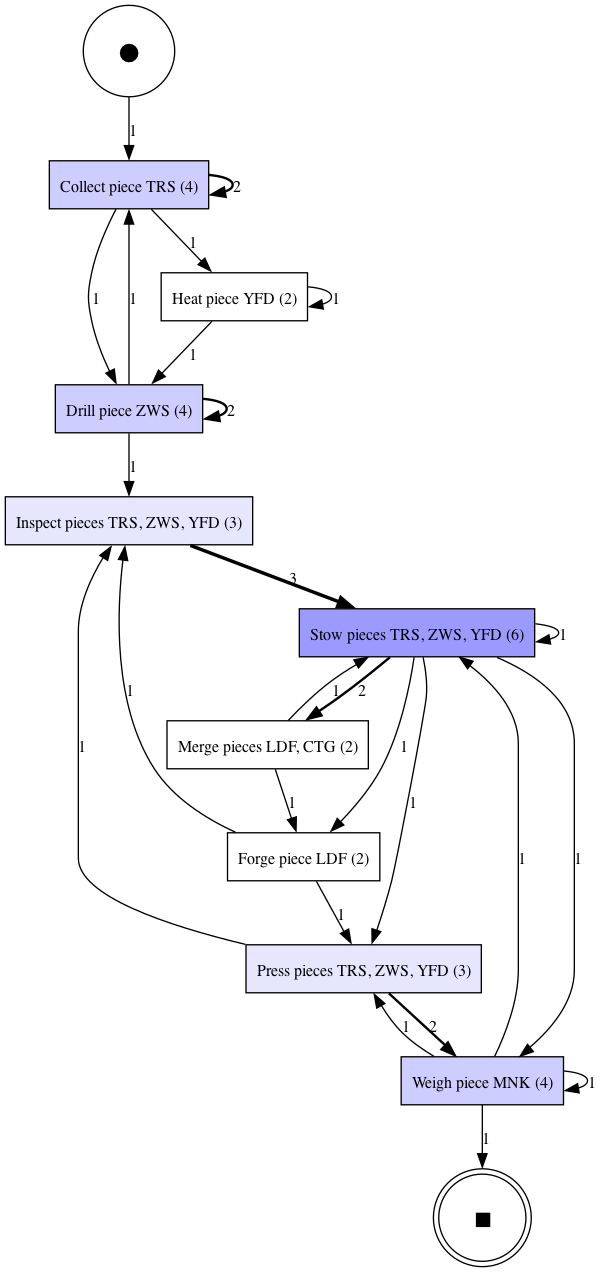 1
Collect piece TRS (4)
2
1
Heat piece YFD (2)
1
1
1
1
Drill piece ZWS (4)
2
1
Inspect pieces TRS, ZWS, YFD (3)
3
Stow pieces TRS, ZWS, YFD (6)
1
1
1
2
Merge pieces LDF, CTG (2)
1
1
1
1
Forge piece LDF (2)
1
1
1
Press pieces TRS, ZWS, YFD (3)
1
2
Weigh piece MNK (4)
1
1